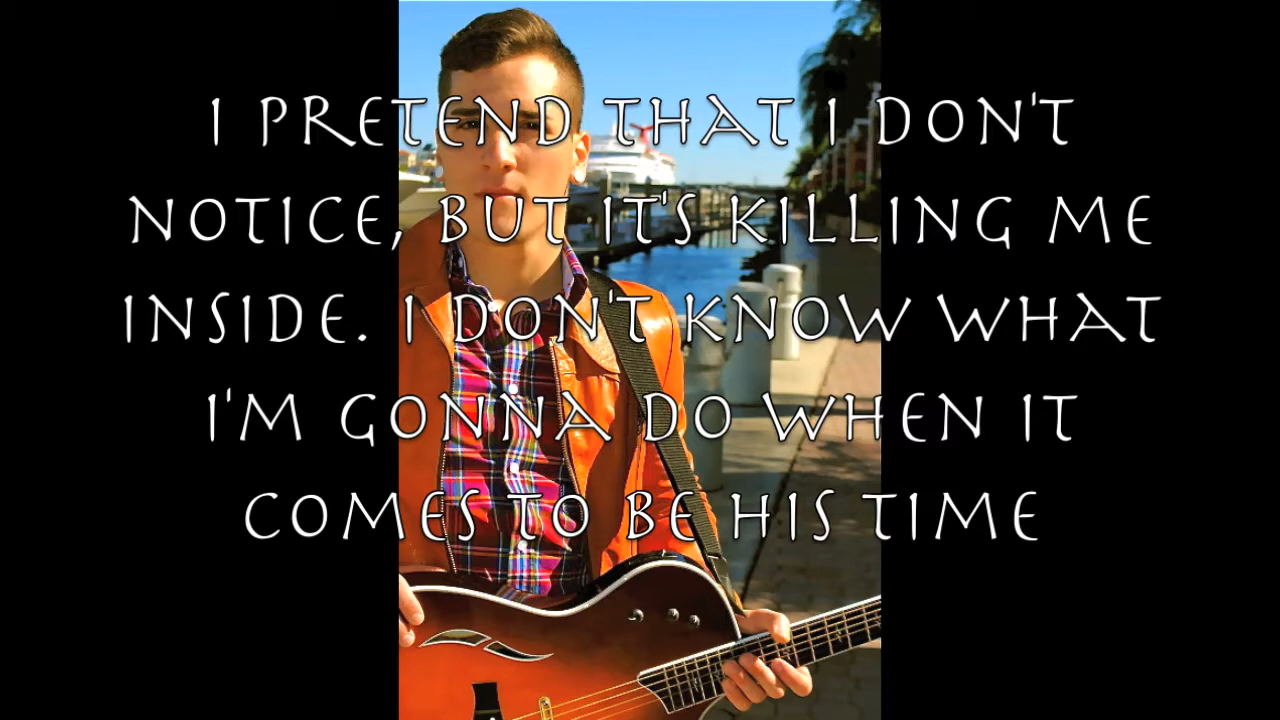 I PRETEND THAT I DON'T
NOTICE, BUT IT'S KILLING ME
INSIDE. I DON'T KNOW WHAT
I'M GONNA DO WHEN IT
COMES TO BE HIS TIME